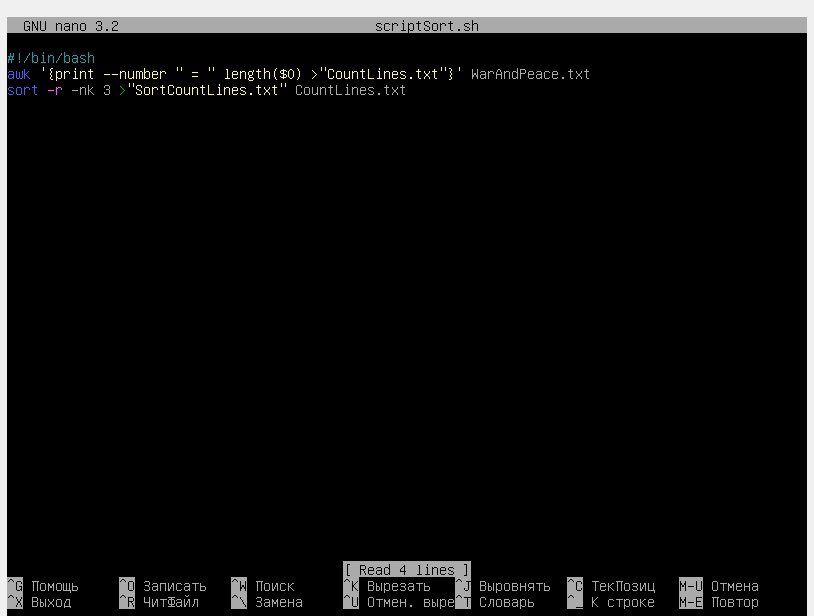 GNU nano 3.2 scriptSort.sh
#!/bin/bash
awk '{print --number " = " length($0) >"CountLines.txt"}' WarAndPeace.txt
sort -r -nk 3 >"SortCountLines.txt" CountLines.txt
[ Read 4 lines ]
^G Помощь ^O Записать ^W Поиск ^K Вырезать ^J Выровнять ^C ТекПозиц M-U Отмена
^X Выход ^R ЧитФайл ^\ Замена ^U Отмен. выре ^T Словарь ^_ К строке M-E Повтор